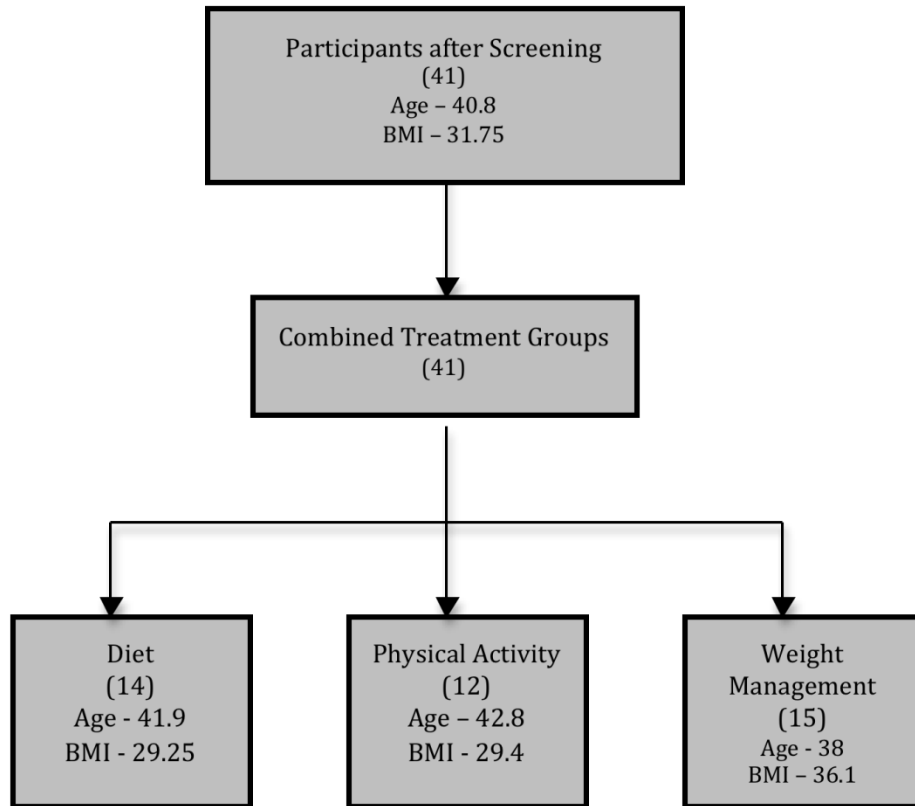 Participants after Screening
(41)
Age – 40.8
BMI – 31.75
Combined Treatment Groups
(41)
Diet
(14)
Age - 41.9
BMI - 29.25
Physical Activity
(12)
Age – 42.8
BMI - 29.4
Weight
Management
(15)
Age - 38
BMI – 36.1